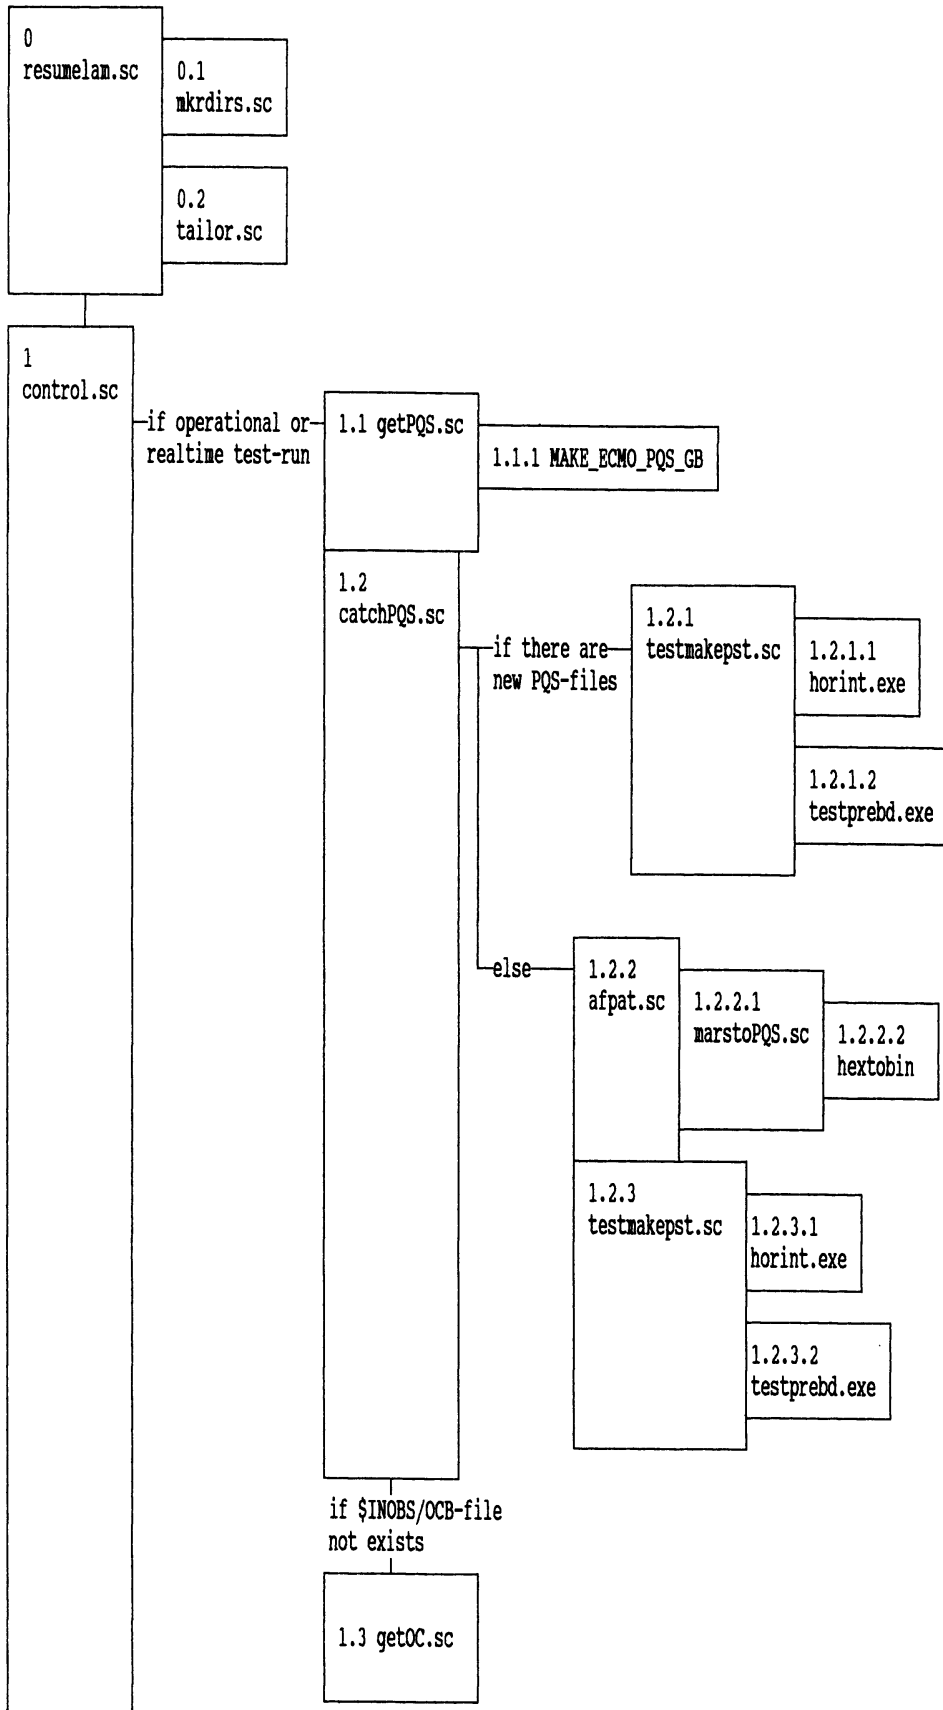 0
resumelam.sc
0.1
mkrdirs.sc
0.2
tailor.sc
1
control.sc
if operational or
realtime test-run
1.1 getPQS.sc
1.1.1 MAKE_ECMO_PQS_GB
1.2
catchPQS.sc
if there are
new PQS-files
1.2.1
testmakepst.sc
1.2.1.1
horint.exe
1.2.1.2
testprebd.exe
else
1.2.2
afpat.sc
1.2.2.1
marstoPQS.sc
1.2.2.2
hextobin
1.2.3
testmakepst.sc
1.2.3.1
horint.exe
1.2.3.2
testprebd.exe
if $INOBS/OCB-file
not exists
1.3 getOC.sc